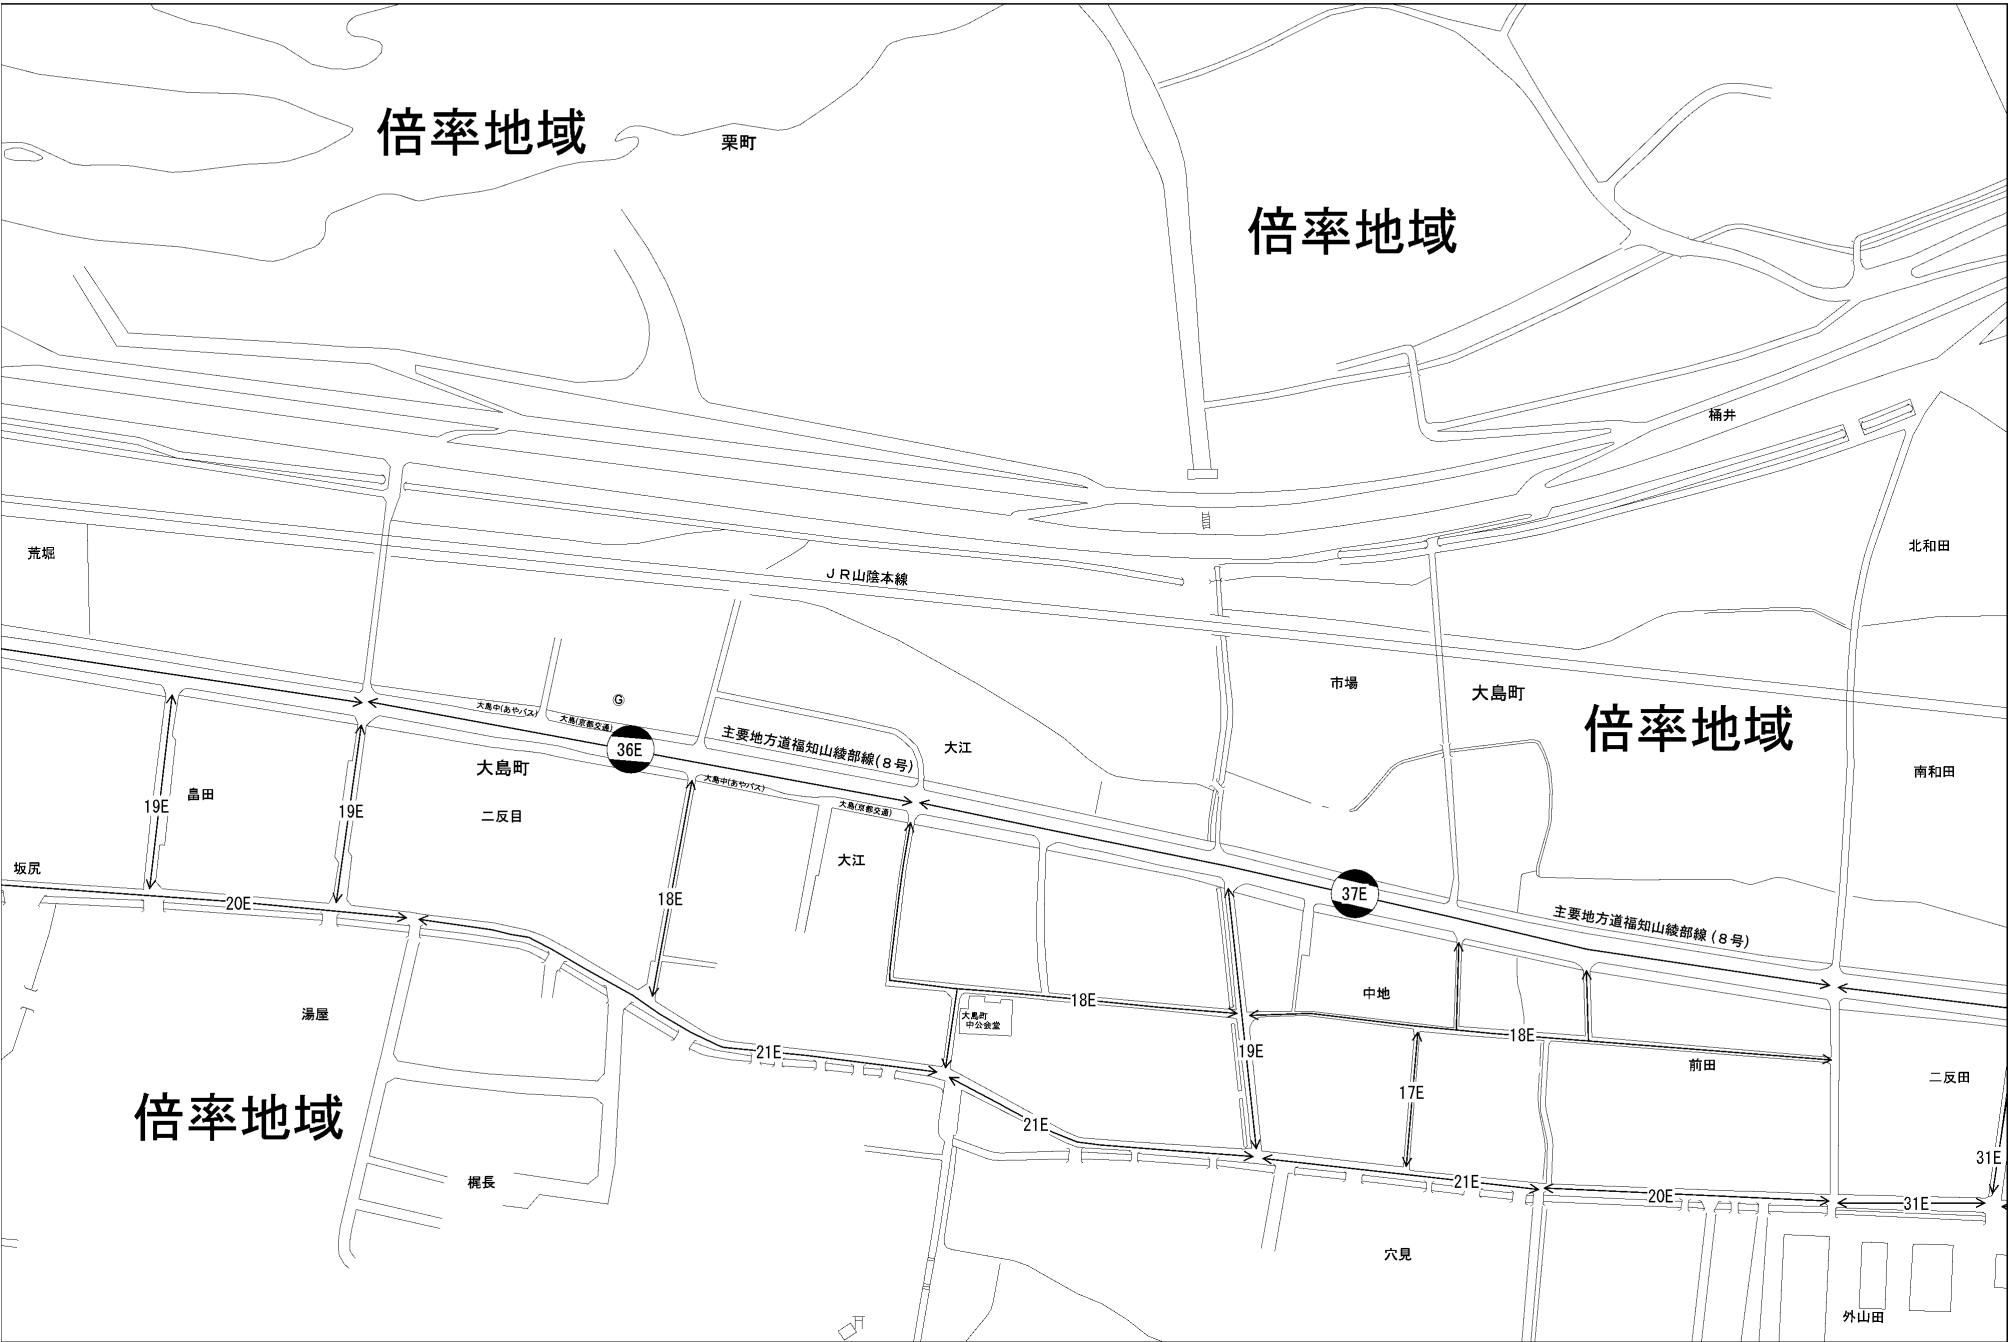 倍率地域
栗町
倍率地域
桶井
荒堀
北和田
JR山陰本線
市場
大島町
倍率地域
南和田
G
大島中(あやバス)
大島(京都交通)
36E
主要地方道福知山綾部線(8号)
大江
大島町
二反目
大島中(あやバス)
大島(京都交通)
畠田
19E
19E
坂尻
20E
18E
大江
37E
主要地方道福知山綾部線(8号)
18E
中地
大島町
中公会堂
湯屋
21E
19E
18E
17E
前田
二反田
倍率地域
21E
梶長
21E
20E
31E
31E
穴見
外山田